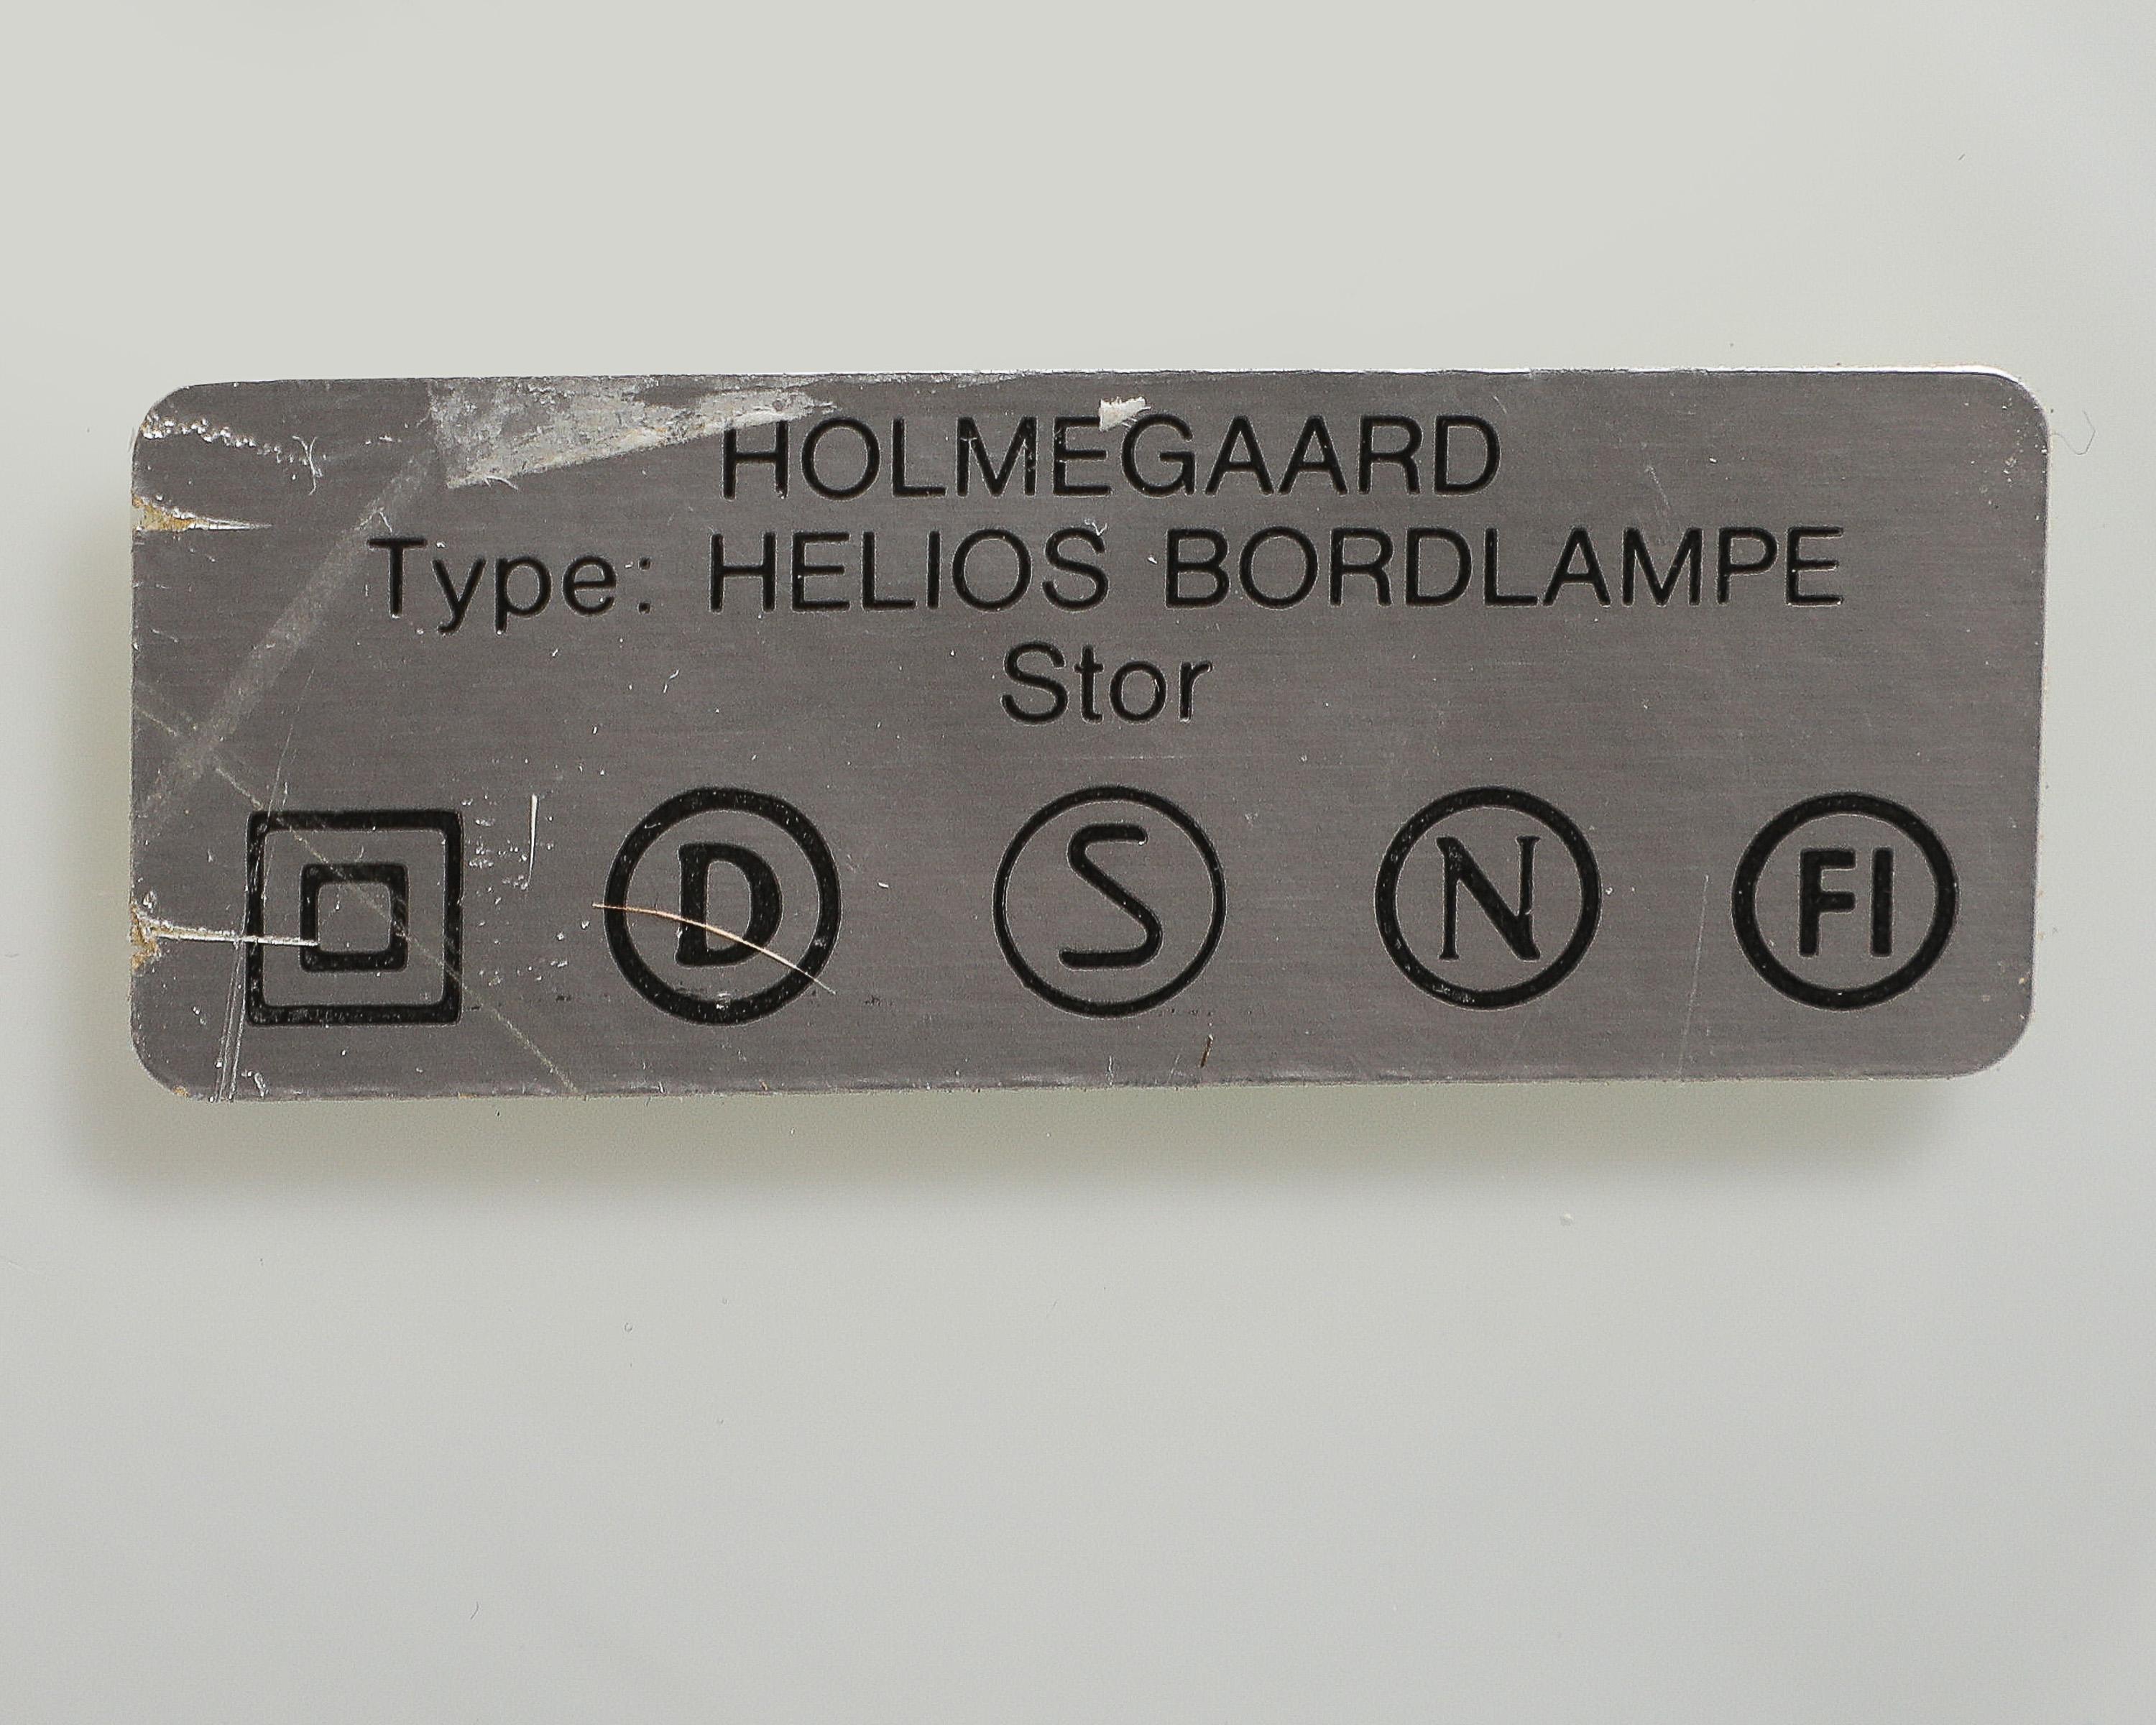 HOLMEGAARD
Type: HELIOS BORDLAMPE
Stor
D S N FI